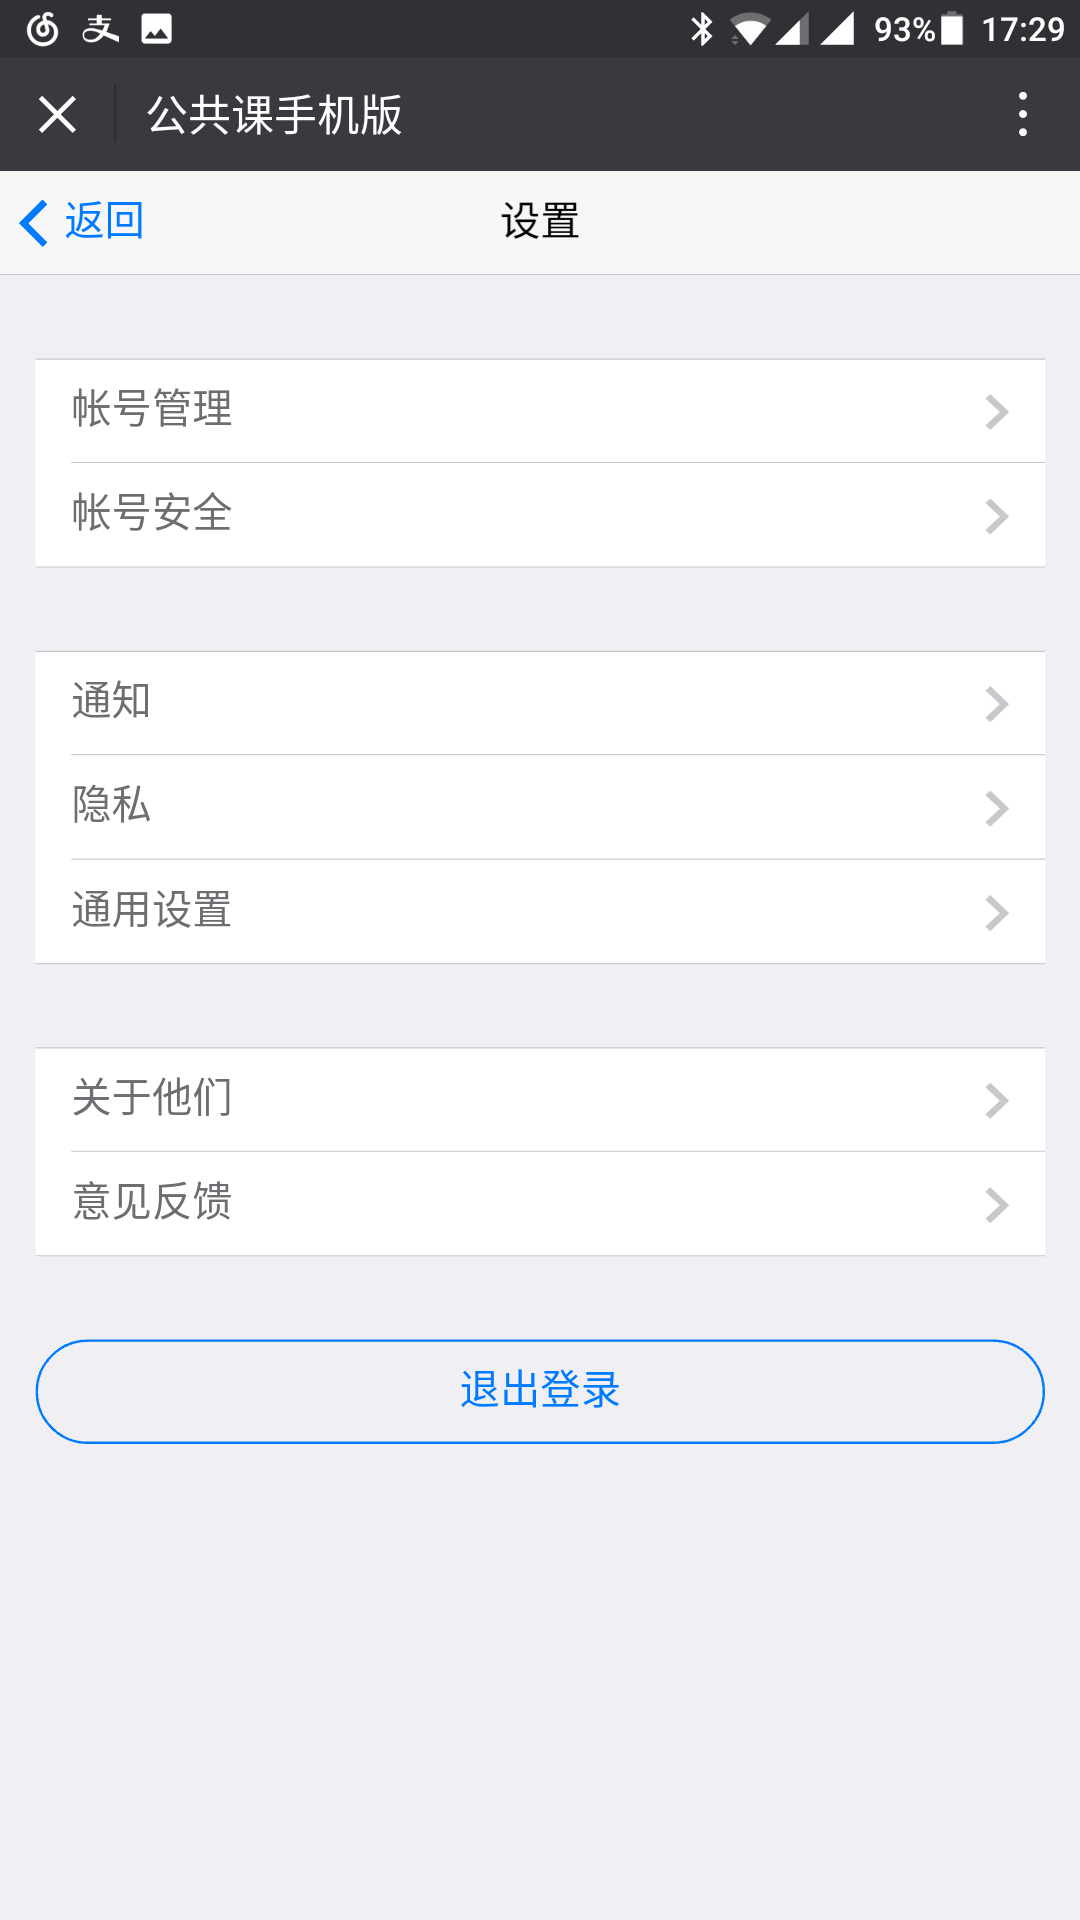 93% 17:29
公共课手机版
返回 设置
帐号管理
帐号安全
通知
隐私
通用设置
关于他们
意见反馈
退出登录